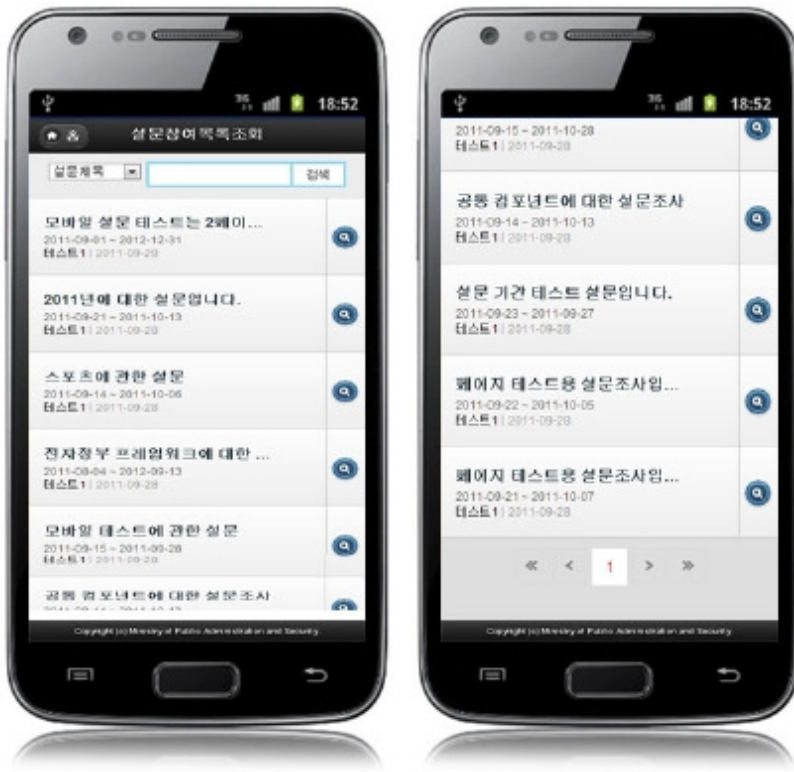 3G 18:52
홈 설문참여목록조회
설문제목 검색
모바일 설문 테스트는 2페이...
2011-09-01 ~ 2012-12-31
테스트1 | 2011-09-28
2011년에 대한 설문입니다.
2011-09-21 ~ 2011-10-13
테스트1 | 2011-09-28
스포츠에 관한 설문
2011-09-14 ~ 2011-10-06
테스트1 | 2011-09-28
전자정부 프레임워크에 대한 ...
2011-08-04 ~ 2012-09-13
테스트1 | 2011-09-28
모바일 테스트에 관한 설문
2011-09-15 ~ 2011-09-28
테스트1 | 2011-09-28
공통 컴포넌트에 대한 설문조사
Copyright (c) Ministry of Public Administration and Security.
3G 18:52
2011-09-15 ~ 2011-10-28
테스트1 | 2011-09-28
공통 컴포넌트에 대한 설문조사
2011-09-14 ~ 2011-10-13
테스트1 | 2011-09-28
설문 기간 테스트 설문입니다.
2011-09-23 ~ 2011-09-27
테스트1 | 2011-09-28
페이지 테스트용 설문조사입...
2011-09-22 ~ 2011-10-05
테스트1 | 2011-09-28
페이지 테스트용 설문조사입...
2011-09-21 ~ 2011-10-07
테스트1 | 2011-09-28
« < 1 > »
Copyright (c) Ministry of Public Administration and Security.